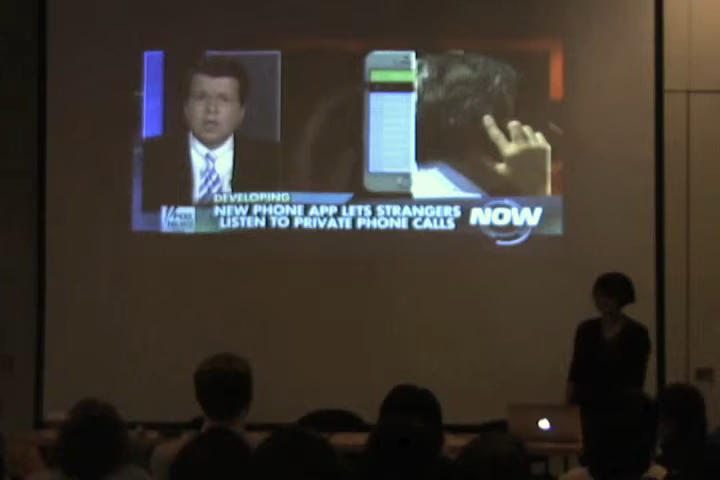 DEVELOPING
NEW PHONE APP LETS STRANGERS
LISTEN TO PRIVATE PHONE CALLS
NOW